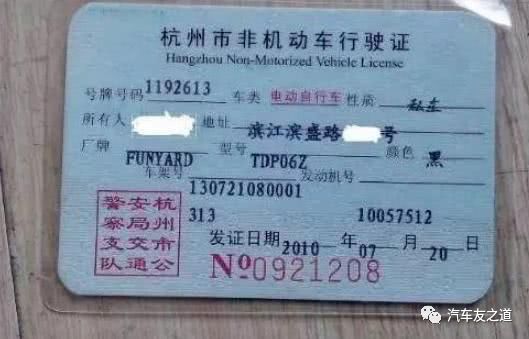 杭州市非机动车行驶证
Hangzhou Non-Motorized Vehicle License
号牌号码 1192613 车类 电动自行车 性质 私车
所有人 地址 滨江滨盛路 号
厂牌 FUNYARD 型号 TDP06Z 颜色 黑
车架号 130721080001 发动机号
313 10057512
发证日期 2010 年 07 月 20 日
№0921208
杭州市公
安局交通
警察支队
汽车友之道